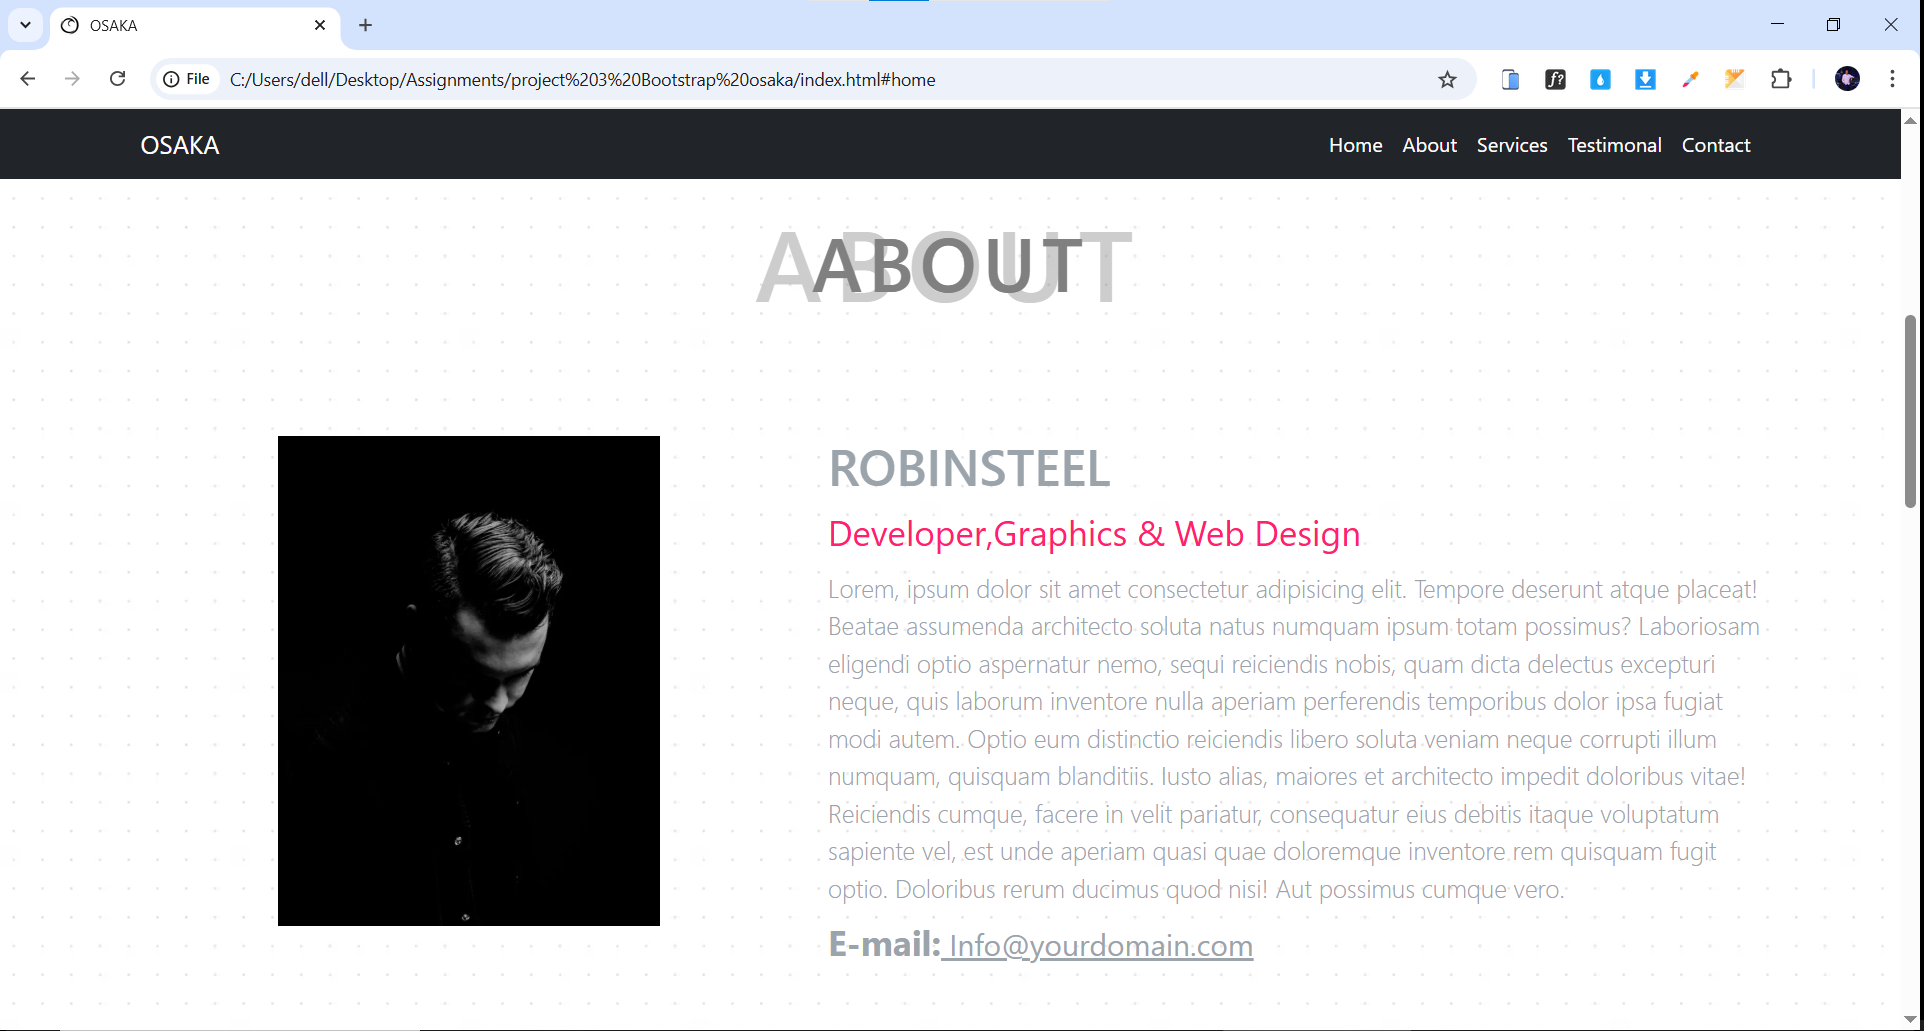 OSAKA
File C:/Users/dell/Desktop/Assignments/project%203%20Bootstrap%20osaka/index.html#home
f?
OSAKA Home About Services Testimonal Contact
ABOUT
ABOUT
ROBINSTEEL
Developer,Graphics & Web Design
Lorem, ipsum dolor sit amet consectetur adipisicing elit. Tempore deserunt atque placeat!
Beatae assumenda architecto soluta natus numquam ipsum totam possimus? Laboriosam
eligendi optio aspernatur nemo, sequi reiciendis nobis, quam dicta delectus excepturi
neque, quis laborum inventore nulla aperiam perferendis temporibus dolor ipsa fugiat
modi autem. Optio eum distinctio reiciendis libero soluta veniam neque corrupti illum
numquam, quisquam blanditiis. Iusto alias, maiores et architecto impedit doloribus vitae!
Reiciendis cumque, facere in velit pariatur, consequatur eius debitis itaque voluptatum
sapiente vel, est unde aperiam quasi quae doloremque inventore rem quisquam fugit
optio. Doloribus rerum ducimus quod nisi! Aut possimus cumque vero.
E-mail: Info@yourdomain.com